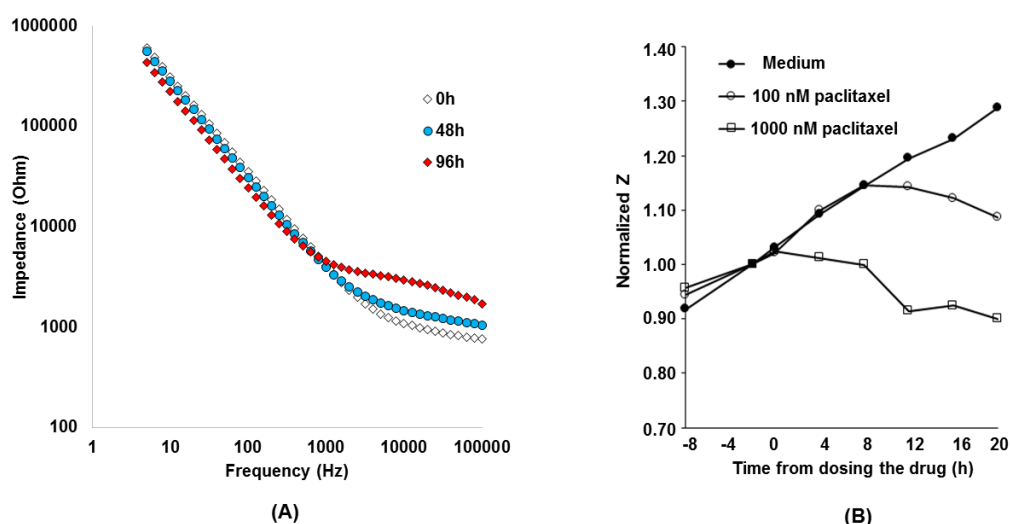 1000000
100000
10000
1000
100
1
10
100
1000
10000
100000
Impedance (Ohm)
Frequency (Hz)
0h
48h
96h
(A)
1.40
1.30
1.20
1.10
1.00
0.90
0.80
0.70
-8
-4
0
4
8
12
16
20
Normalized Z
Time from dosing the drug (h)
Medium
100 nM paclitaxel
1000 nM paclitaxel
(B)